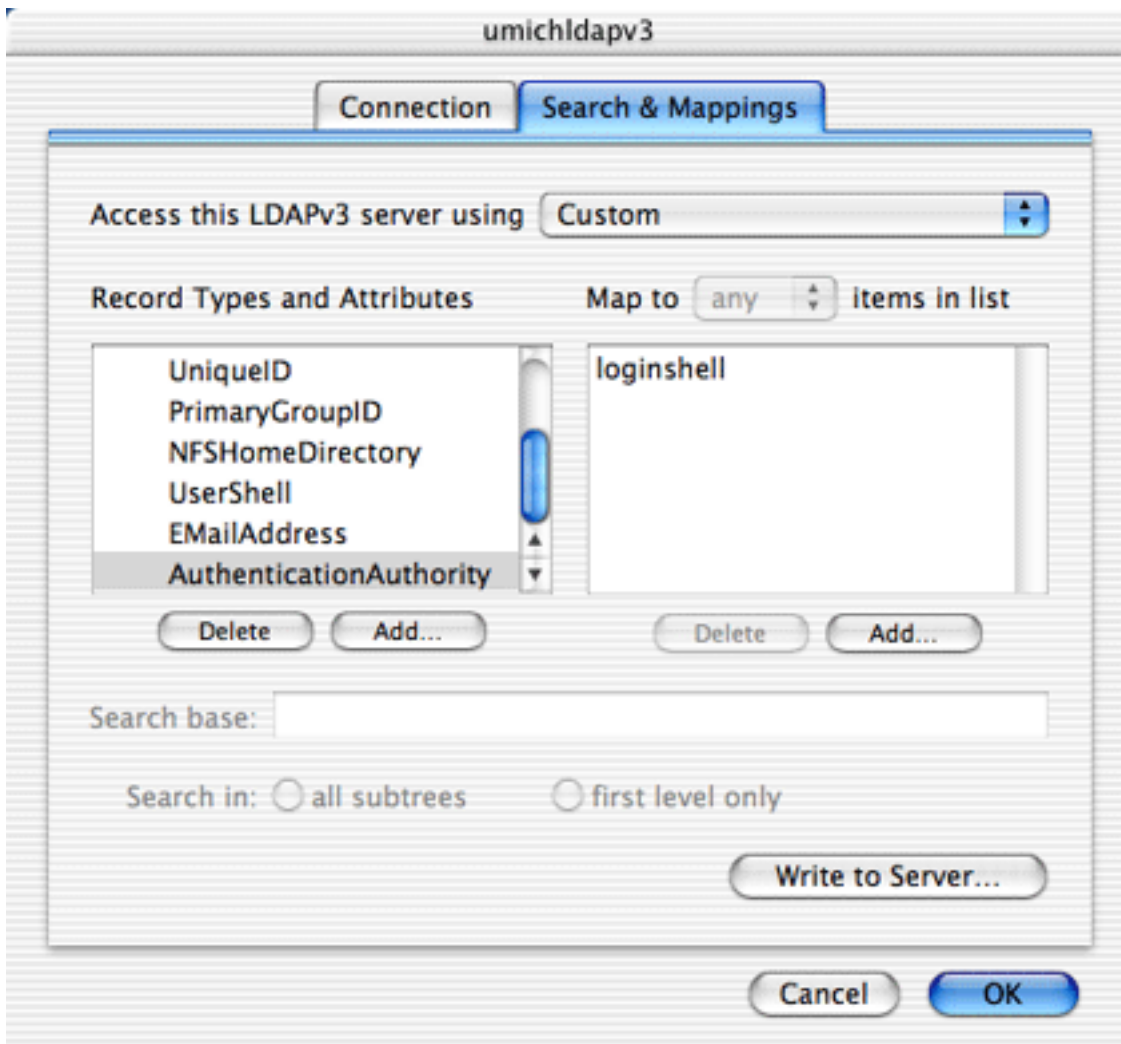 umichldapv3
Connection Search & Mappings
Access this LDAPv3 server using Custom
Record Types and Attributes Map to any items in list
UniqueID loginshell
PrimaryGroupID
NFSHomeDirectory
UserShell
EMailAddress
AuthenticationAuthority
Delete Add... Delete Add...
Search base:
Search in: all subtrees first level only
Write to Server...
Cancel OK